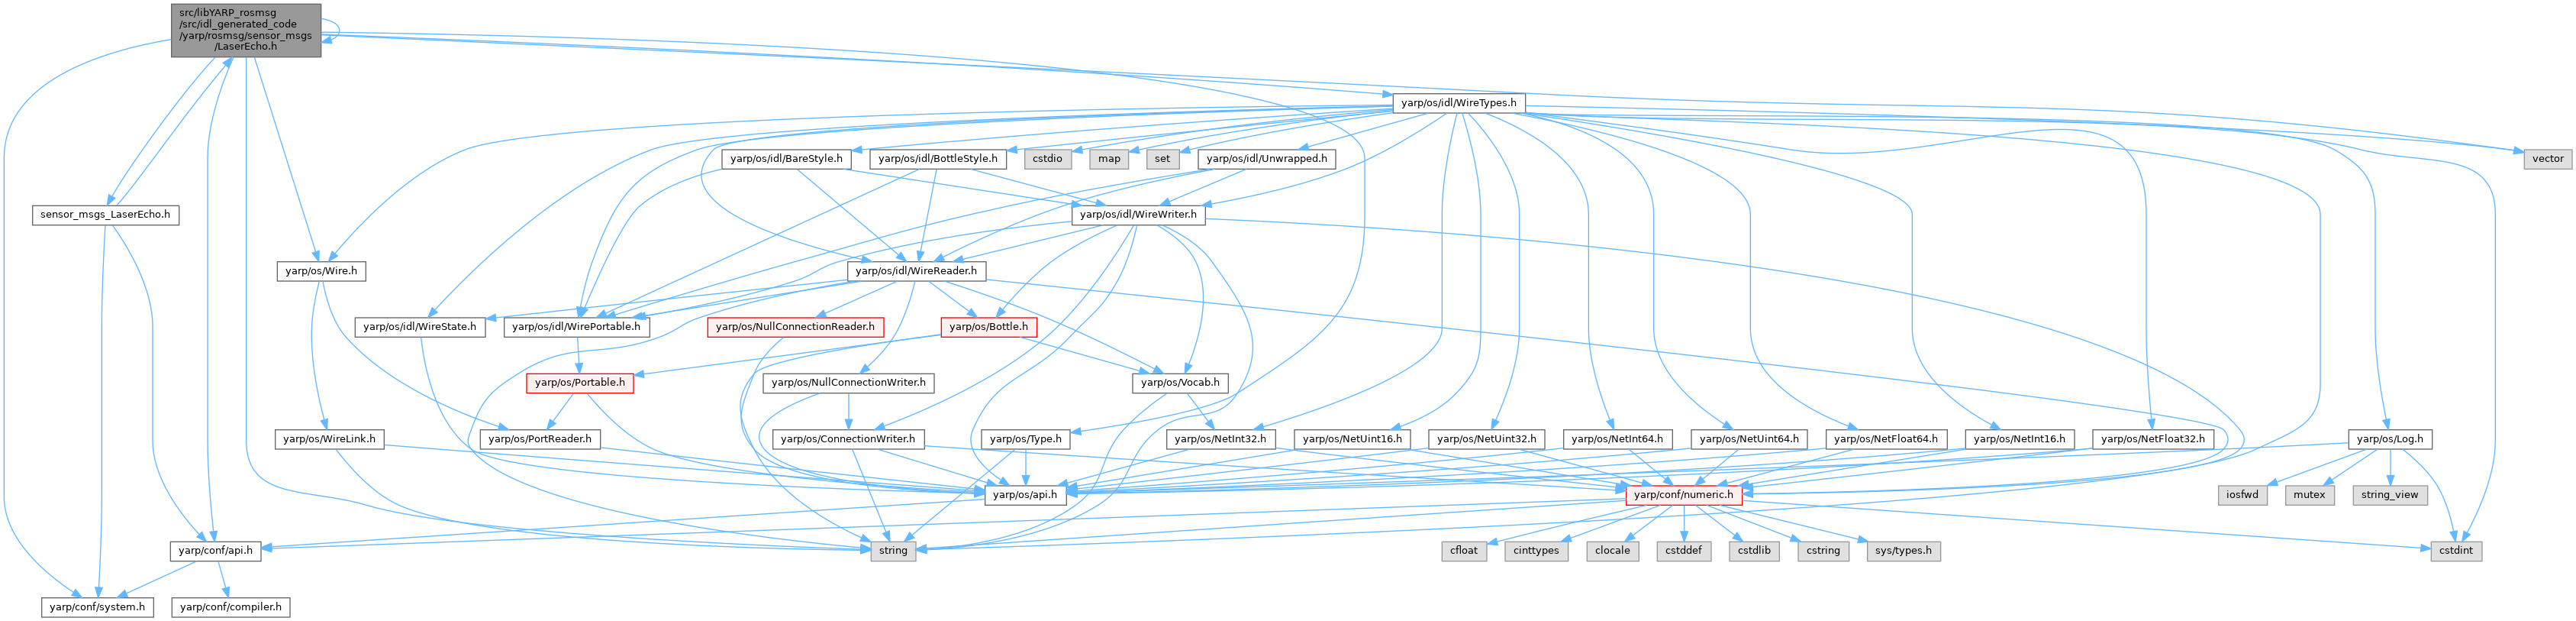 src/libYARP_rosmsg
/src/idl_generated_code
/yarp/rosmsg/sensor_msgs
/LaserEcho.h
yarp/os/idl/WireTypes.h
yarp/os/idl/BareStyle.h
yarp/os/idl/BottleStyle.h
cstdio
map
set
yarp/os/idl/Unwrapped.h
vector
sensor_msgs_LaserEcho.h
yarp/os/idl/WireWriter.h
yarp/os/Wire.h
yarp/os/idl/WireReader.h
yarp/os/idl/WireState.h
yarp/os/idl/WirePortable.h
yarp/os/NullConnectionReader.h
yarp/os/Bottle.h
yarp/os/Portable.h
yarp/os/NullConnectionWriter.h
yarp/os/Vocab.h
yarp/os/WireLink.h
yarp/os/PortReader.h
yarp/os/ConnectionWriter.h
yarp/os/Type.h
yarp/os/NetInt32.h
yarp/os/NetUint16.h
yarp/os/NetUint32.h
yarp/os/NetInt64.h
yarp/os/NetUint64.h
yarp/os/NetFloat64.h
yarp/os/NetInt16.h
yarp/os/NetFloat32.h
yarp/os/Log.h
yarp/os/api.h
yarp/conf/numeric.h
iosfwd
mutex
string_view
yarp/conf/api.h
string
cfloat
cinttypes
clocale
cstddef
cstdlib
cstring
sys/types.h
cstdint
yarp/conf/system.h
yarp/conf/compiler.h